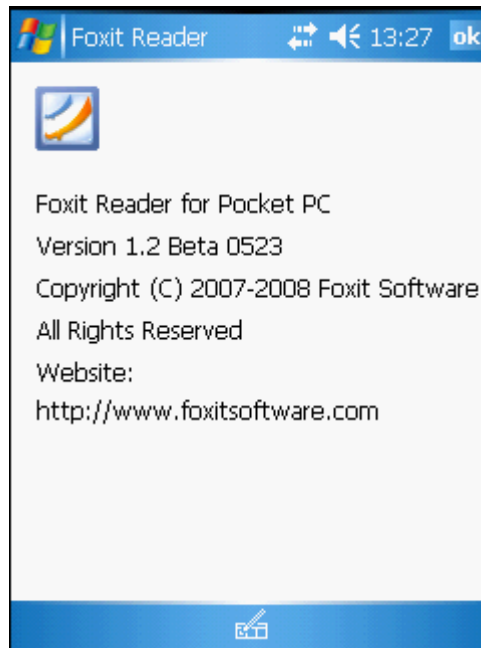 Foxit Reader 13:27 ok
Foxit Reader for Pocket PC
Version 1.2 Beta 0523
Copyright (C) 2007-2008 Foxit Software
All Rights Reserved
Website:
http://www.foxitsoftware.com